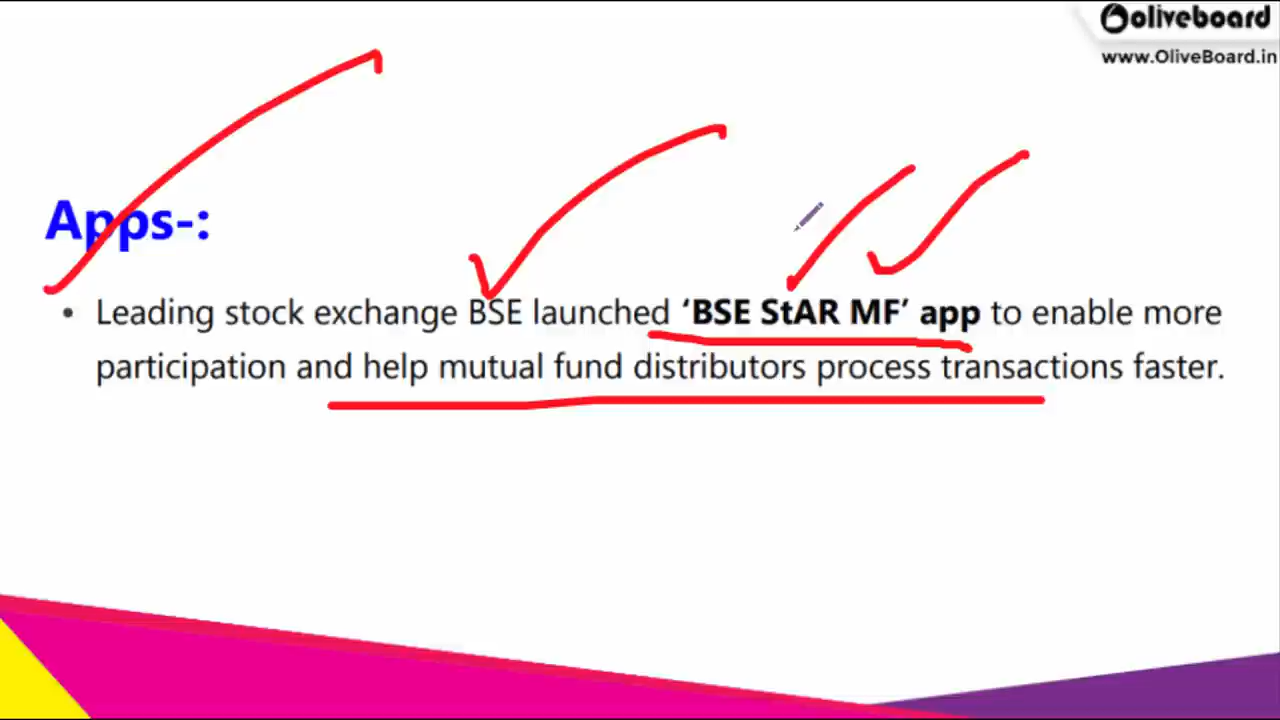 oliveboard
www.OliveBoard.in
Apps-:
• Leading stock exchange BSE launched ‘BSE StAR MF’ app to enable more
participation and help mutual fund distributors process transactions faster.